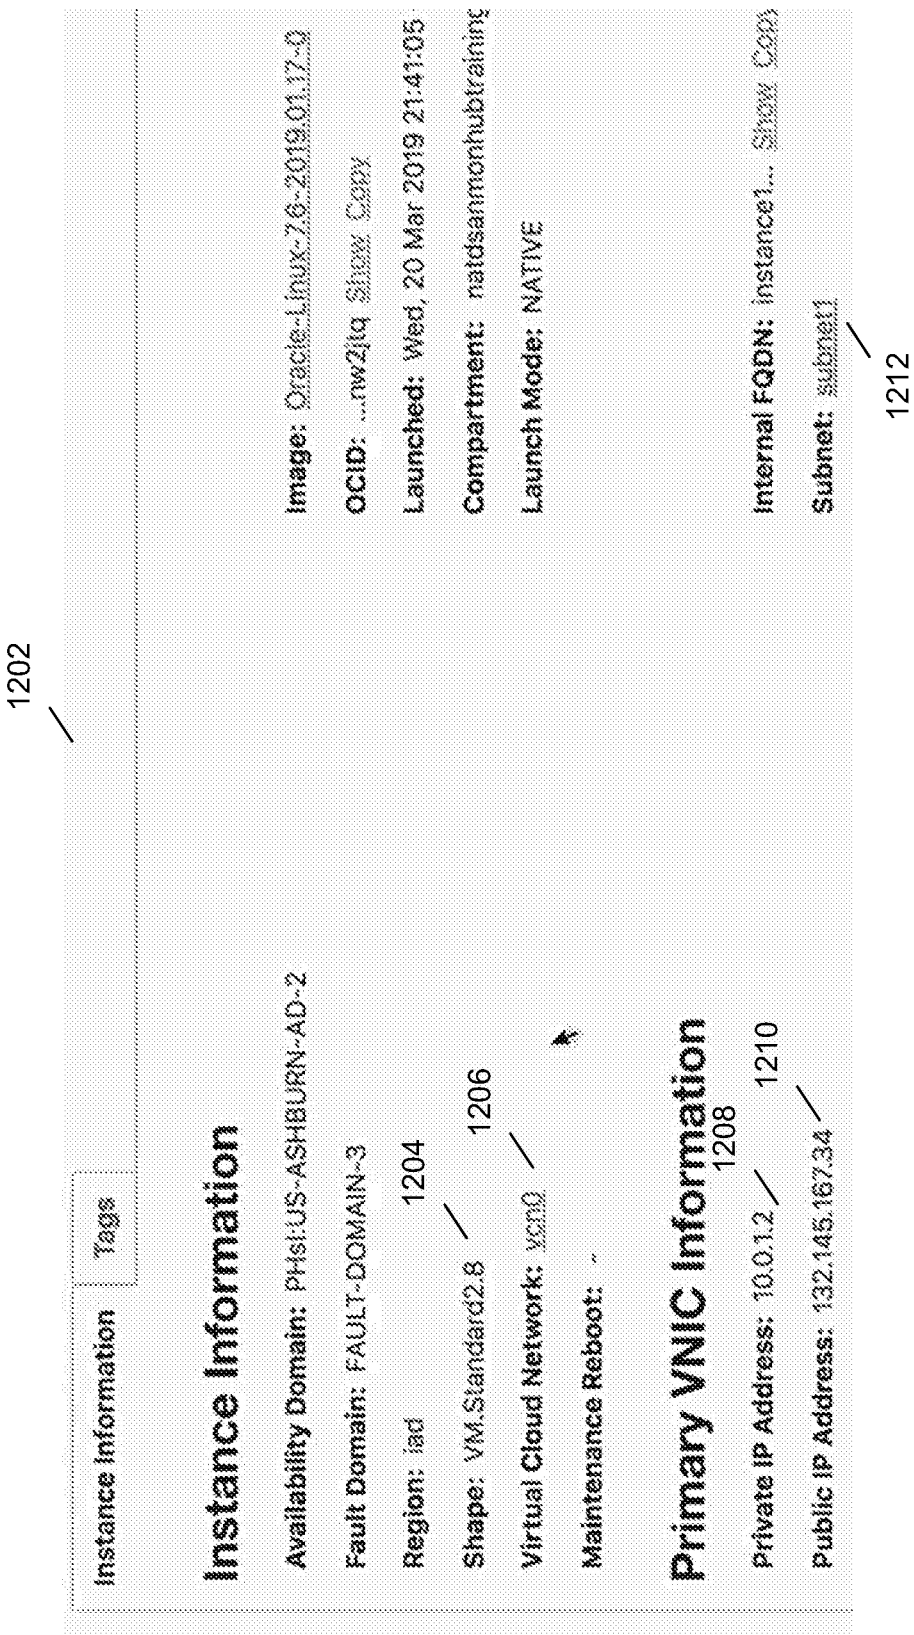 1202
Instance Information
Tags
Instance Information
Availability Domain: PHsl:US-ASHBURN-AD-2
Fault Domain: FAULT-DOMAIN-3
Region: iad
1204
Shape: VM.Standard2.8
1206
Virtual Cloud Network: vcn0
Maintenance Reboot: -
Image: Oracle-Linux-7.6-2019.01.17-0
OCID: ...nw2jtq Show Copy
Launched: Wed, 20 Mar 2019 21:41:05
Compartment: natdsanmonhubtraining
Launch Mode: NATIVE
Primary VNIC Information
1208
Private IP Address: 10.0.1.2
1210
Public IP Address: 132.145.167.34
Internal FQDN: instance1... Show Copy
Subnet: subnet1
1212